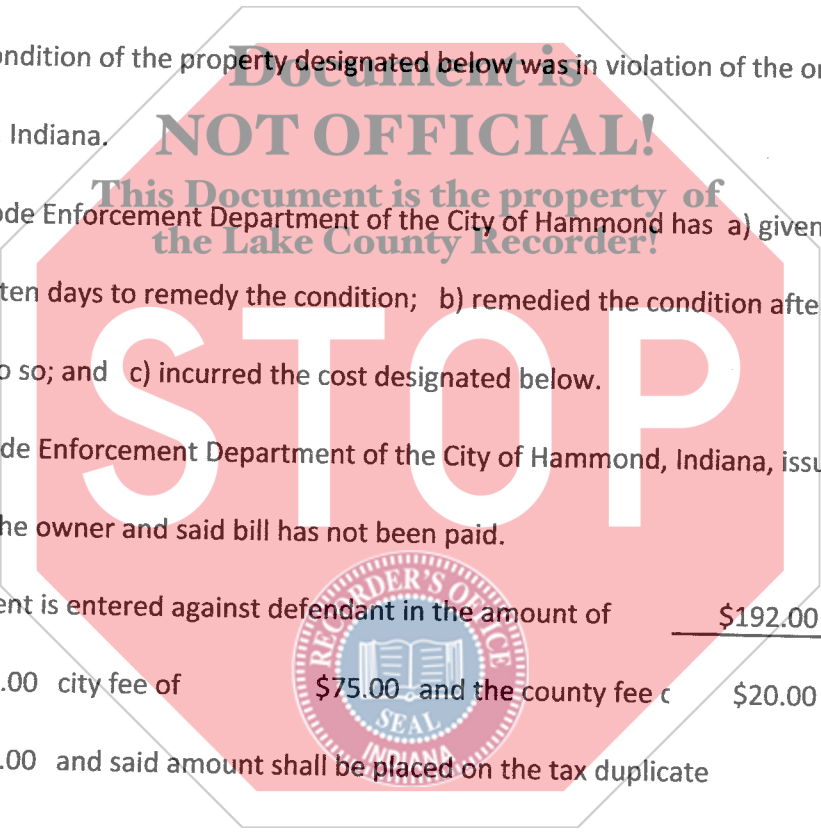 Document is
ndition of the property designated below was in violation of the
NOT OFFICIAL!
Indiana.
This Document is the property of
de Enforcement Department of the City of Hammond has a) given
the Lake County Recorder!
ten days to remedy the condition; b) remedied the condition afte
STOP
o so; and c) incurred the cost designated below.
de Enforcement Department of the City of Hammond, Indiana, issu
he owner and said bill has not been paid.
ent is entered against defendant in the amount of $192.00
.00 city fee of $75.00 and the county fee $20.00
.00 and said amount shall be placed on the tax duplicate
RECORDER'S OFFICE
SEAL
INDIANA